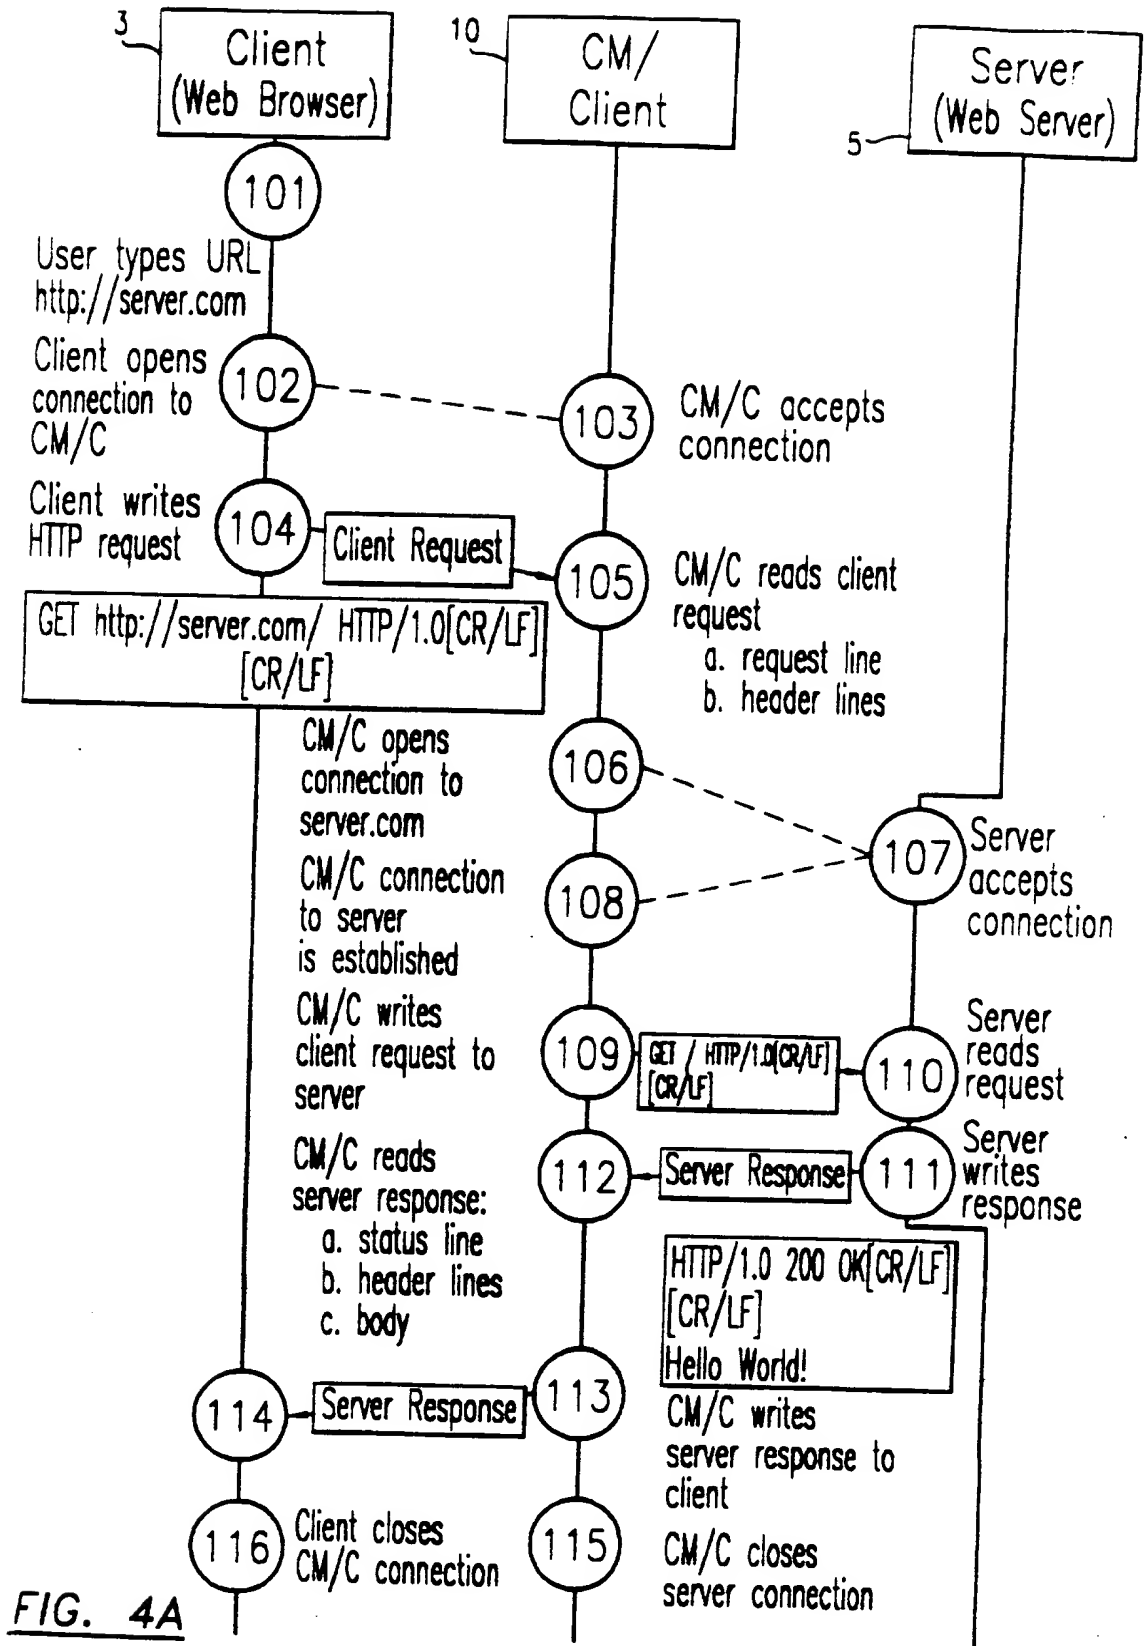 3
Client
(Web Browser)
10
CM/
Client
Server
(Web Server)
5
101
User types URL
http://server.com
Client opens
connection to
CM/C
102
103
CM/C accepts
connection
Client writes
HTTP request
104
Client Request
105
CM/C reads client
request
a. request line
b. header lines
GET http://server.com/ HTTP/1.0[CR/LF]
[CR/LF]
CM/C opens
connection to
server.com
106
107
Server
accepts
connection
CM/C connection
to server
is established
108
CM/C writes
client request to
server
109
GET / HTTP/1.0[CR/LF]
[CR/LF]
110
Server
reads
request
CM/C reads
server response:
a. status line
b. header lines
c. body
112
Server Response
111
Server
writes
response
HTTP/1.0 200 OK[CR/LF]
[CR/LF]
Hello World!
114
Server Response
113
CM/C writes
server response to
client
116
Client closes
CM/C connection
115
CM/C closes
server connection
FIG. 4A